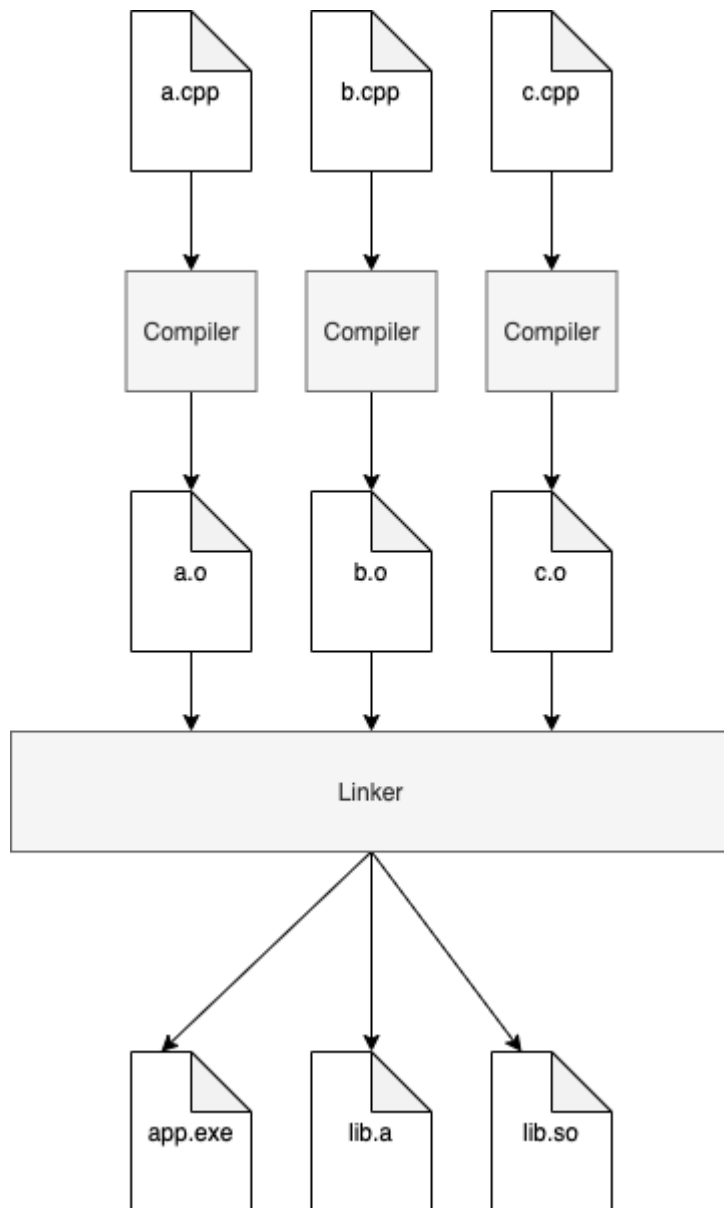 a.cpp
b.cpp
c.cpp
Compiler
Compiler
Compiler
a.o
b.o
c.o
Linker
app.exe
lib.a
lib.so